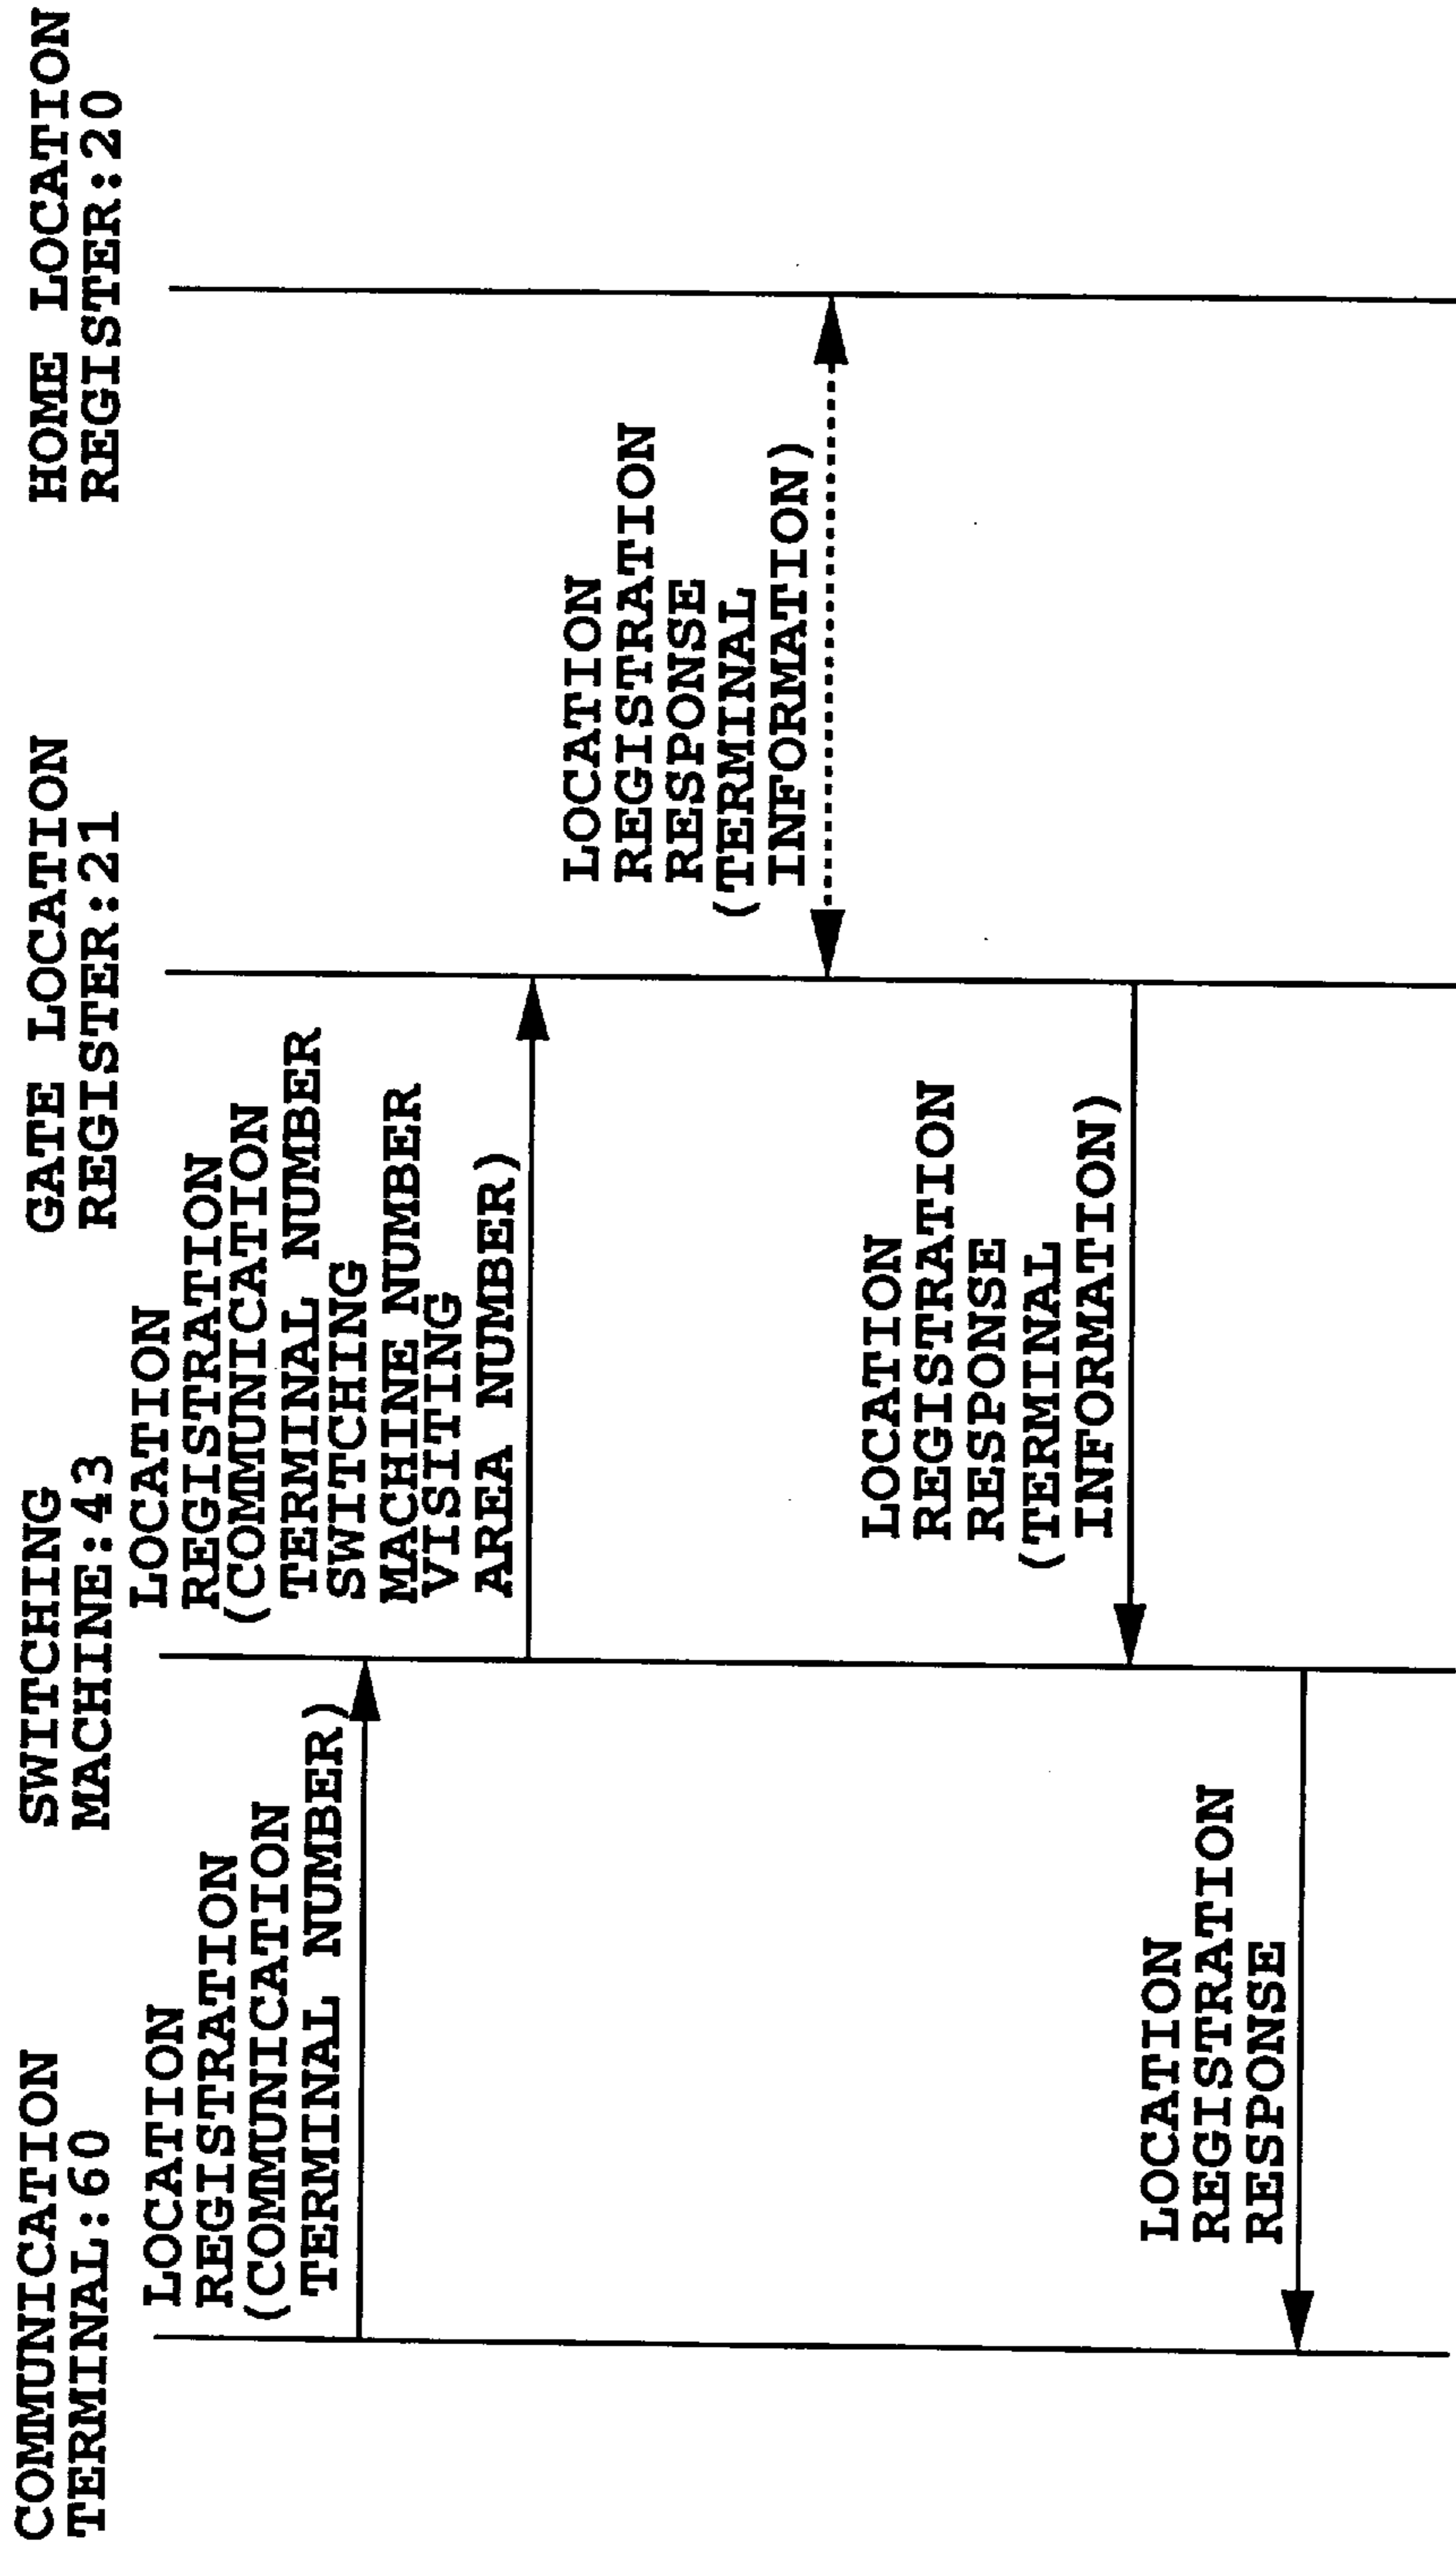 COMMUNICATION
TERMINAL:60
SWITCHING
MACHINE:43
GATE LOCATION
REGISTER:21
HOME LOCATION
REGISTER:20
LOCATION
REGISTRATION
(COMMUNICATION
TERMINAL NUMBER)
LOCATION
REGISTRATION
(COMMUNICATION
TERMINAL NUMBER
SWITCHING
MACHINE NUMBER
VISITING
AREA NUMBER)
LOCATION
REGISTRATION
RESPONSE
(TERMINAL
INFORMATION)
LOCATION
REGISTRATION
RESPONSE
(TERMINAL
INFORMATION)
LOCATION
REGISTRATION
RESPONSE